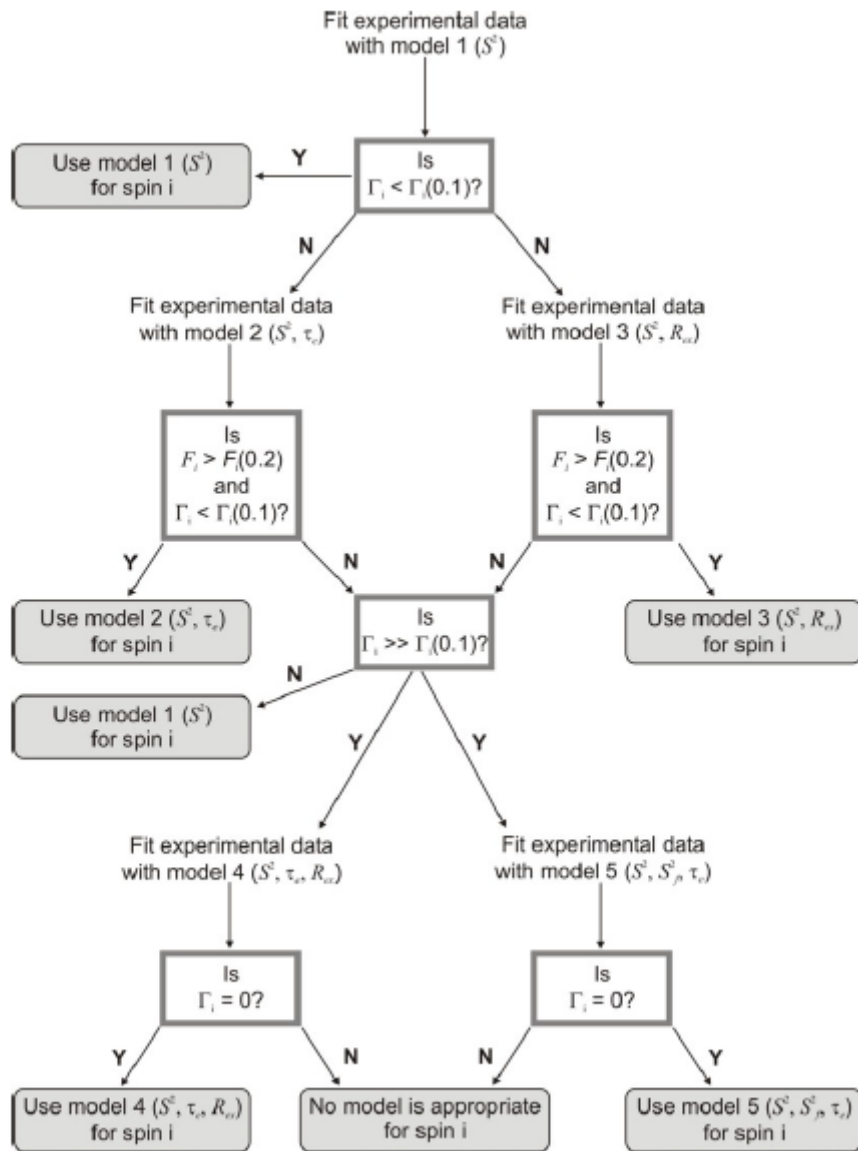 Fit experimental data
with model 1 (S²)
Y
Use model 1 (S²)
for spin i
Is
Γᵢ < Γᵢ(0.1)?
N
N
Fit experimental data
with model 2 (S², τₑ)
Fit experimental data
with model 3 (S², Rₑₓ)
Is
Fᵢ > Fᵢ(0.2)
and
Γᵢ < Γᵢ(0.1)?
Is
Fᵢ > Fᵢ(0.2)
and
Γᵢ < Γᵢ(0.1)?
Y
N
N
Y
Use model 2 (S², τₑ)
for spin i
Is
Γᵢ >> Γᵢ(0.1)?
Use model 3 (S², Rₑₓ)
for spin i
N
Use model 1 (S²)
for spin i
Y
Y
Fit experimental data
with model 4 (S², τₑ, Rₑₓ)
Fit experimental data
with model 5 (S², S²f, τₑ)
Is
Γᵢ = 0?
Is
Γᵢ = 0?
Y
N
N
Y
Use model 4 (S², τₑ, Rₑₓ)
for spin i
No model is appropriate
for spin i
Use model 5 (S², S²f, τₑ)
for spin i